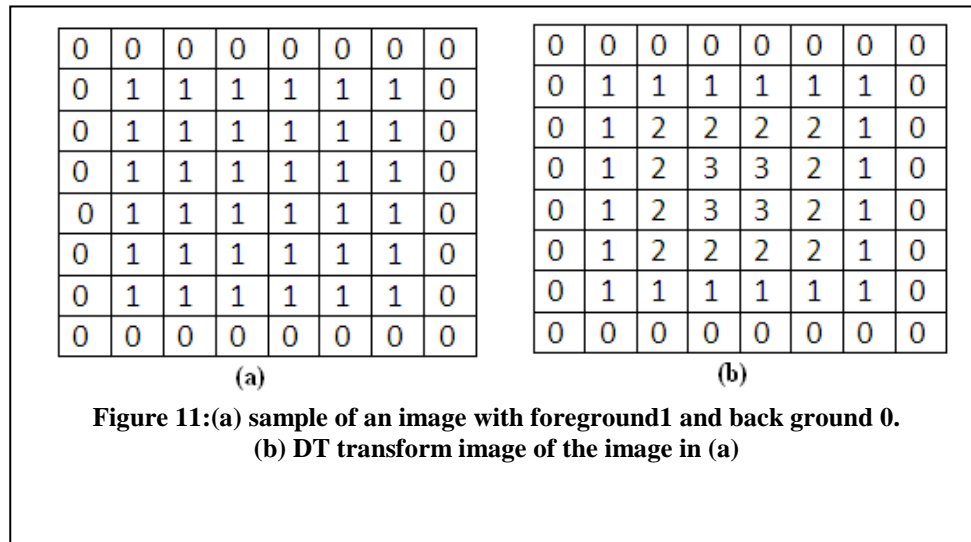 0 0 0 0 0 0 0 0
0 1 1 1 1 1 1 0
0 1 1 1 1 1 1 0
0 1 1 1 1 1 1 0
0 1 1 1 1 1 1 0
0 1 1 1 1 1 1 0
0 1 1 1 1 1 1 0
0 0 0 0 0 0 0 0
(a)
0 0 0 0 0 0 0 0
0 1 1 1 1 1 1 0
0 1 2 2 2 2 1 0
0 1 2 3 3 2 1 0
0 1 2 3 3 2 1 0
0 1 2 2 2 2 1 0
0 1 1 1 1 1 1 0
0 0 0 0 0 0 0 0
(b)
Figure 11:(a) sample of an image with foreground1 and back ground 0.
(b) DT transform image of the image in (a)